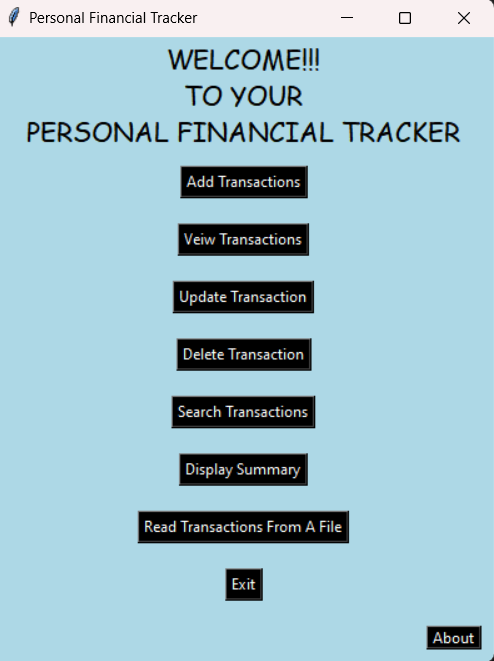 Personal Financial Tracker
WELCOME!!!
TO YOUR
PERSONAL FINANCIAL TRACKER
Add Transactions
Veiw Transactions
Update Transaction
Delete Transaction
Search Transactions
Display Summary
Read Transactions From A File
Exit
About